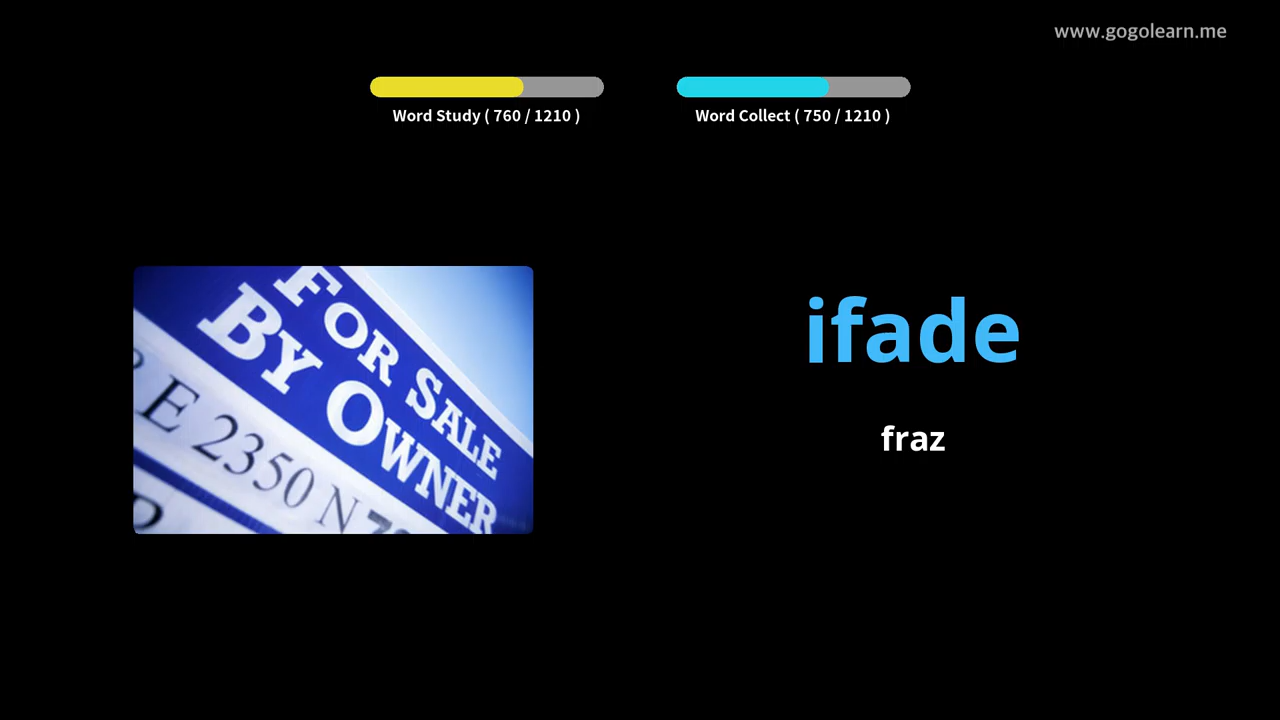 www.gogolearn.me
Word Study ( 760 / 1210 )
Word Collect ( 750 / 1210 )
FOR SALE
BY OWNER
E 2350 N
ifade
fraz